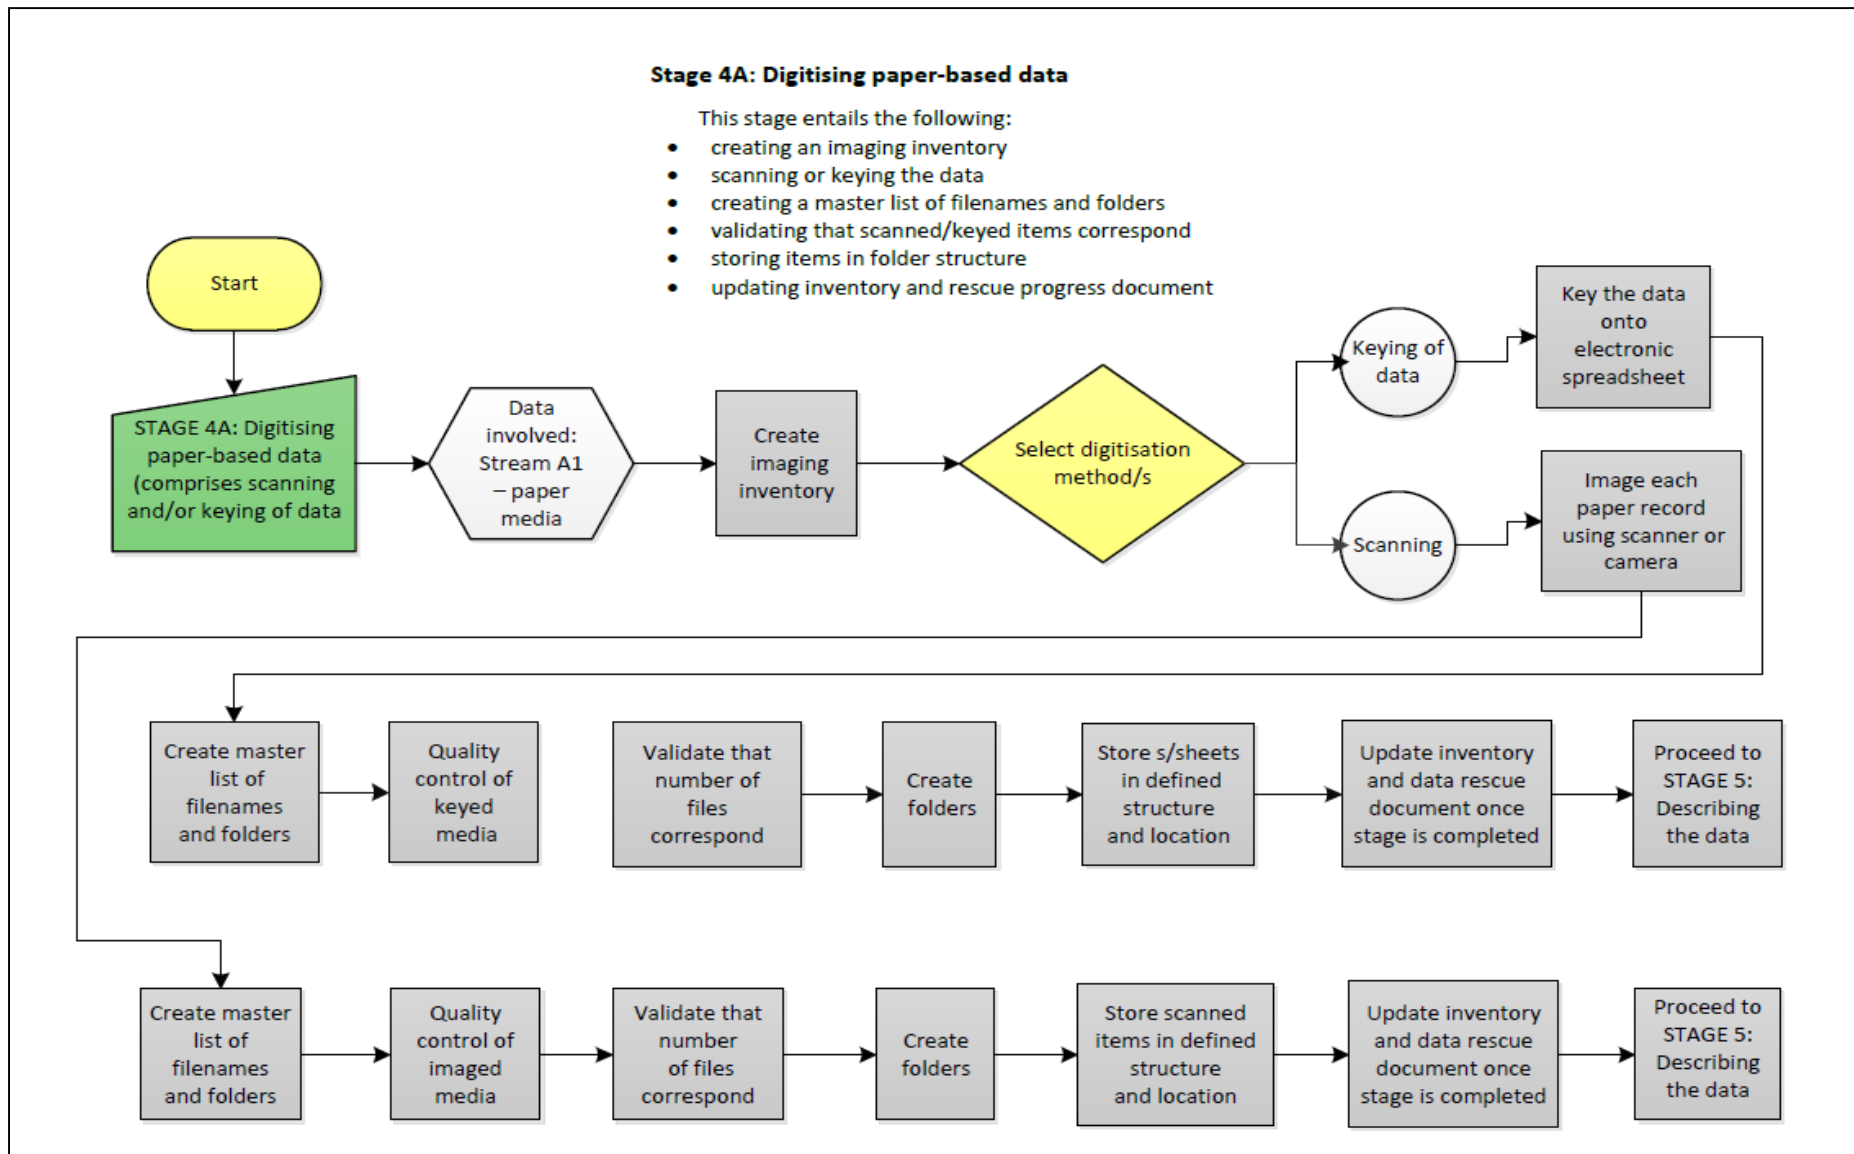 Stage 4A: Digitising paper-based data
This stage entails the following:
• creating an imaging inventory
• scanning or keying the data
• creating a master list of filenames and folders
• validating that scanned/keyed items correspond
• storing items in folder structure
• updating inventory and rescue progress document
Start
STAGE 4A: Digitising
paper-based data
(comprises scanning
and/or keying of data
Data
involved:
Stream A1
– paper
media
Create
imaging
inventory
Select digitisation
method/s
Keying of
data
Key the data
onto
electronic
spreadsheet
Scanning
Image each
paper record
using scanner or
camera
Create master
list of
filenames
and folders
Quality
control of
keyed
media
Validate that
number of
files
correspond
Create
folders
Store s/sheets
in defined
structure
and location
Update inventory
and data rescue
document once
stage is completed
Proceed to
STAGE 5:
Describing
the data
Create master
list of
filenames
and folders
Quality
control of
imaged
media
Validate that
number
of files
correspond
Create
folders
Store scanned
items in defined
structure
and location
Update inventory
and data rescue
document once
stage is completed
Proceed to
STAGE 5:
Describing
the data